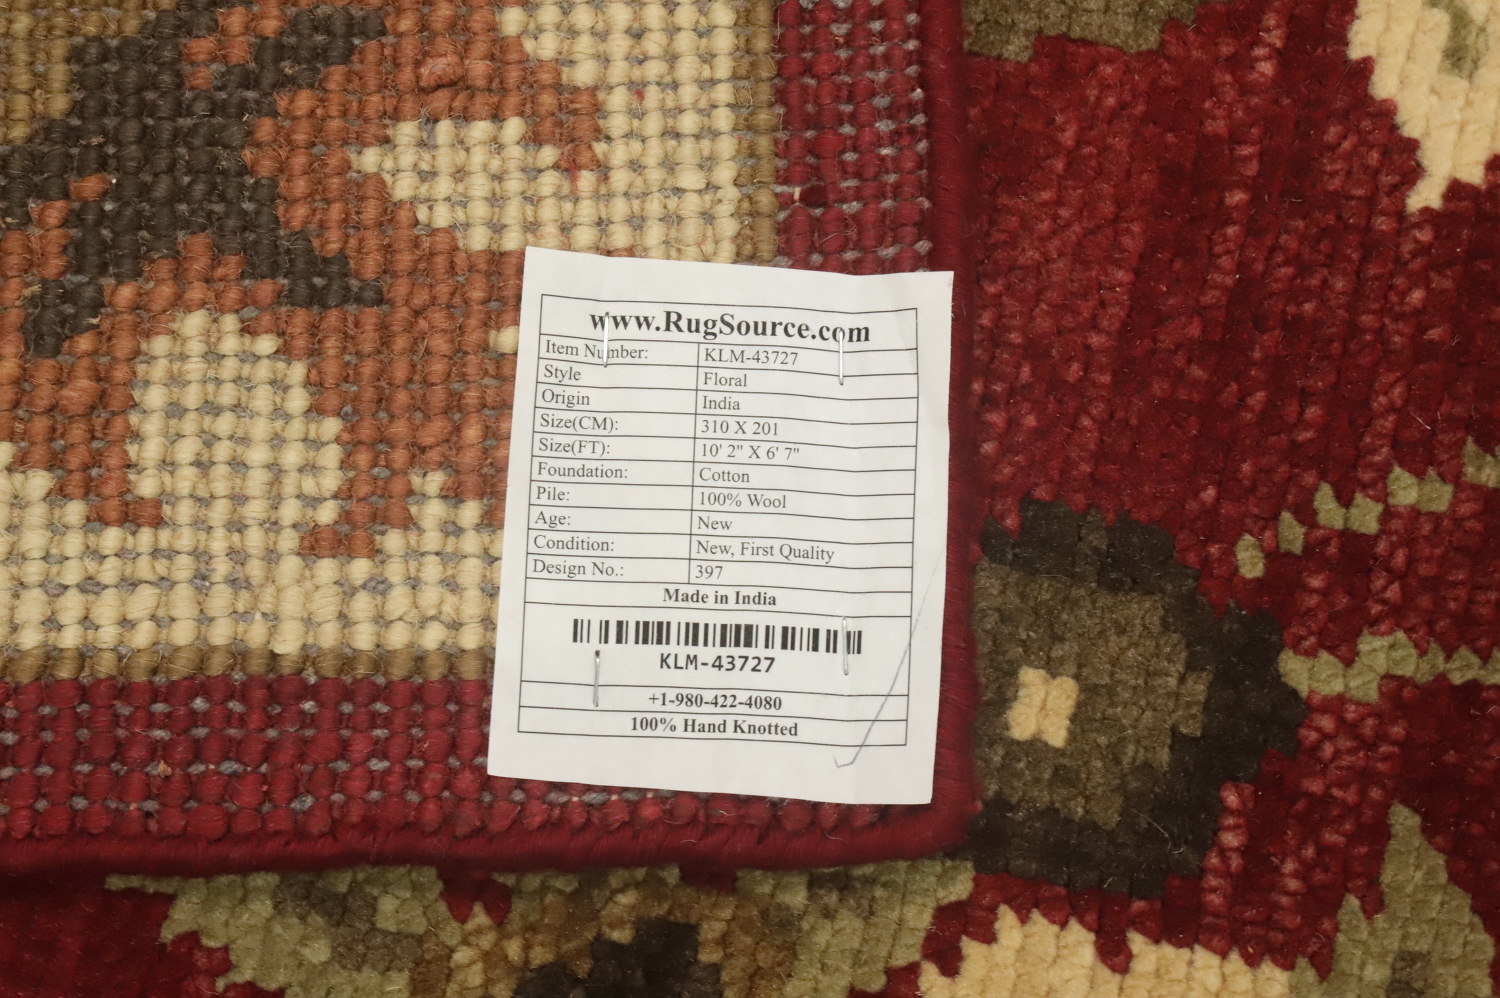 www.RugSource.com
Item Number: KLM-43727
Style Floral
Origin India
Size(CM): 310 X 201
Size(FT): 10' 2" X 6' 7"
Foundation: Cotton
Pile: 100% Wool
Age: New
Condition: New, First Quality
Design No.: 397
Made in India
KLM-43727
+1-980-422-4080
100% Hand Knotted